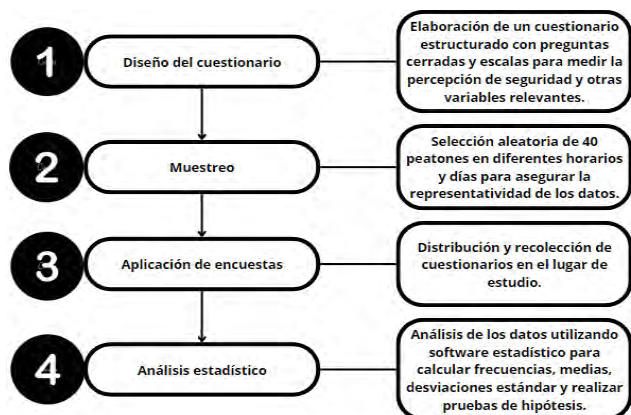 1
Diseño del cuestionario
Elaboración de un cuestionario
estructurado con preguntas
cerradas y escalas para medir la
percepción de seguridad y otras
variables relevantes.
2
Muestreo
Selección aleatoria de 40
peatones en diferentes horarios
y días para asegurar la
representatividad de los datos.
3
Aplicación de encuestas
Distribución y recolección de
cuestionarios en el lugar de
estudio.
4
Análisis estadístico
Análisis de los datos utilizando
software estadístico para
calcular frecuencias, medias,
desviaciones estándar y realizar
pruebas de hipótesis.